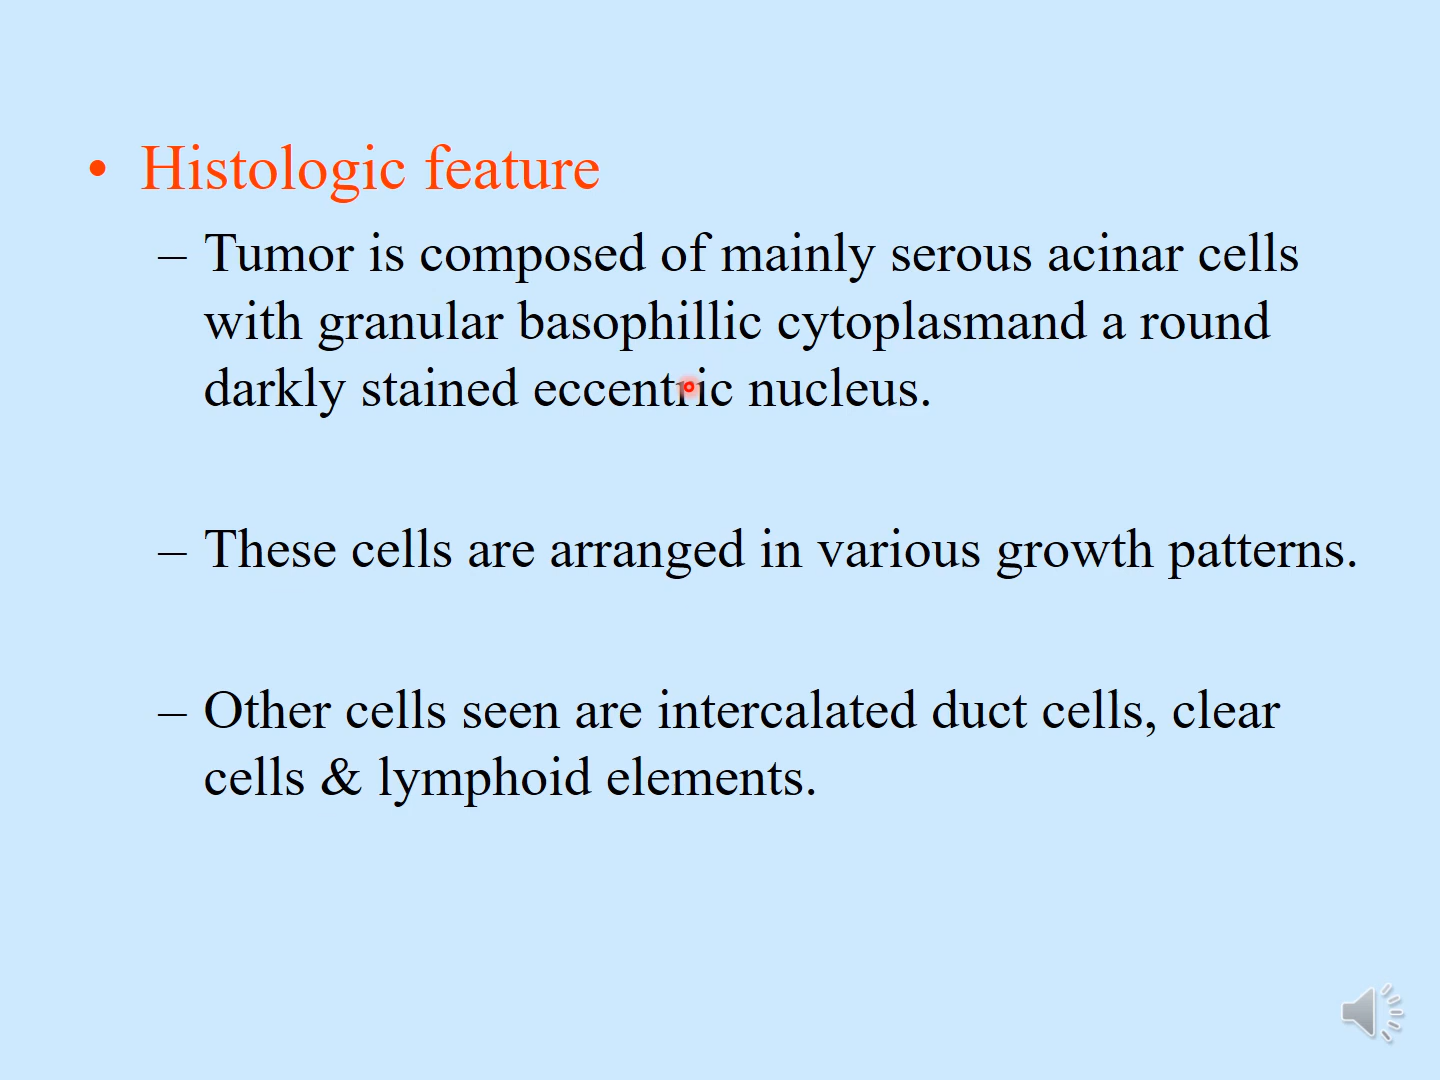 • Histologic feature
– Tumor is composed of mainly serous acinar cells
with granular basophillic cytoplasmand a round
darkly stained eccentric nucleus.
– These cells are arranged in various growth patterns.
– Other cells seen are intercalated duct cells, clear
cells & lymphoid elements.